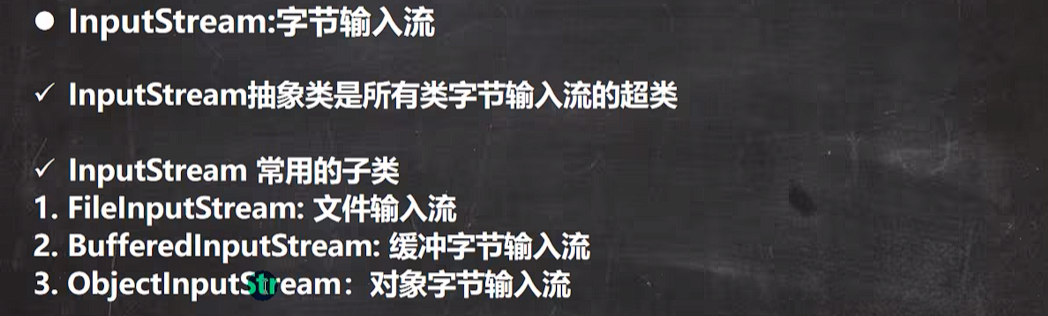 ● InputStream:字节输入流
✓ InputStream抽象类是所有类字节输入流的超类
✓ InputStream 常用的子类
1. FileInputStream: 文件输入流
2. BufferedInputStream: 缓冲字节输入流
3. ObjectInputStream：对象字节输入流